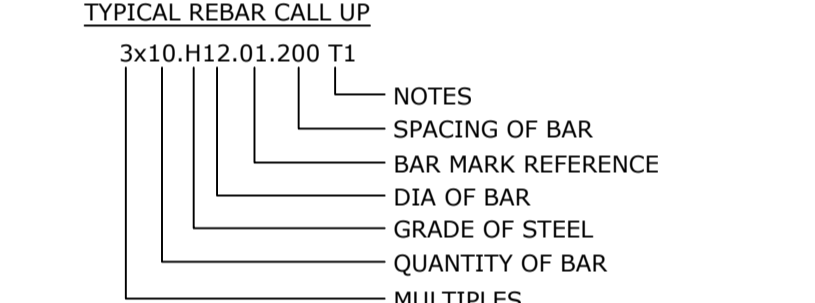 TYPICAL REBAR CALL UP
3x10.H12.01.200 T1
NOTES
SPACING OF BAR
BAR MARK REFERENCE
DIA OF BAR
GRADE OF STEEL
QUANTITY OF BAR
MULTIPLES